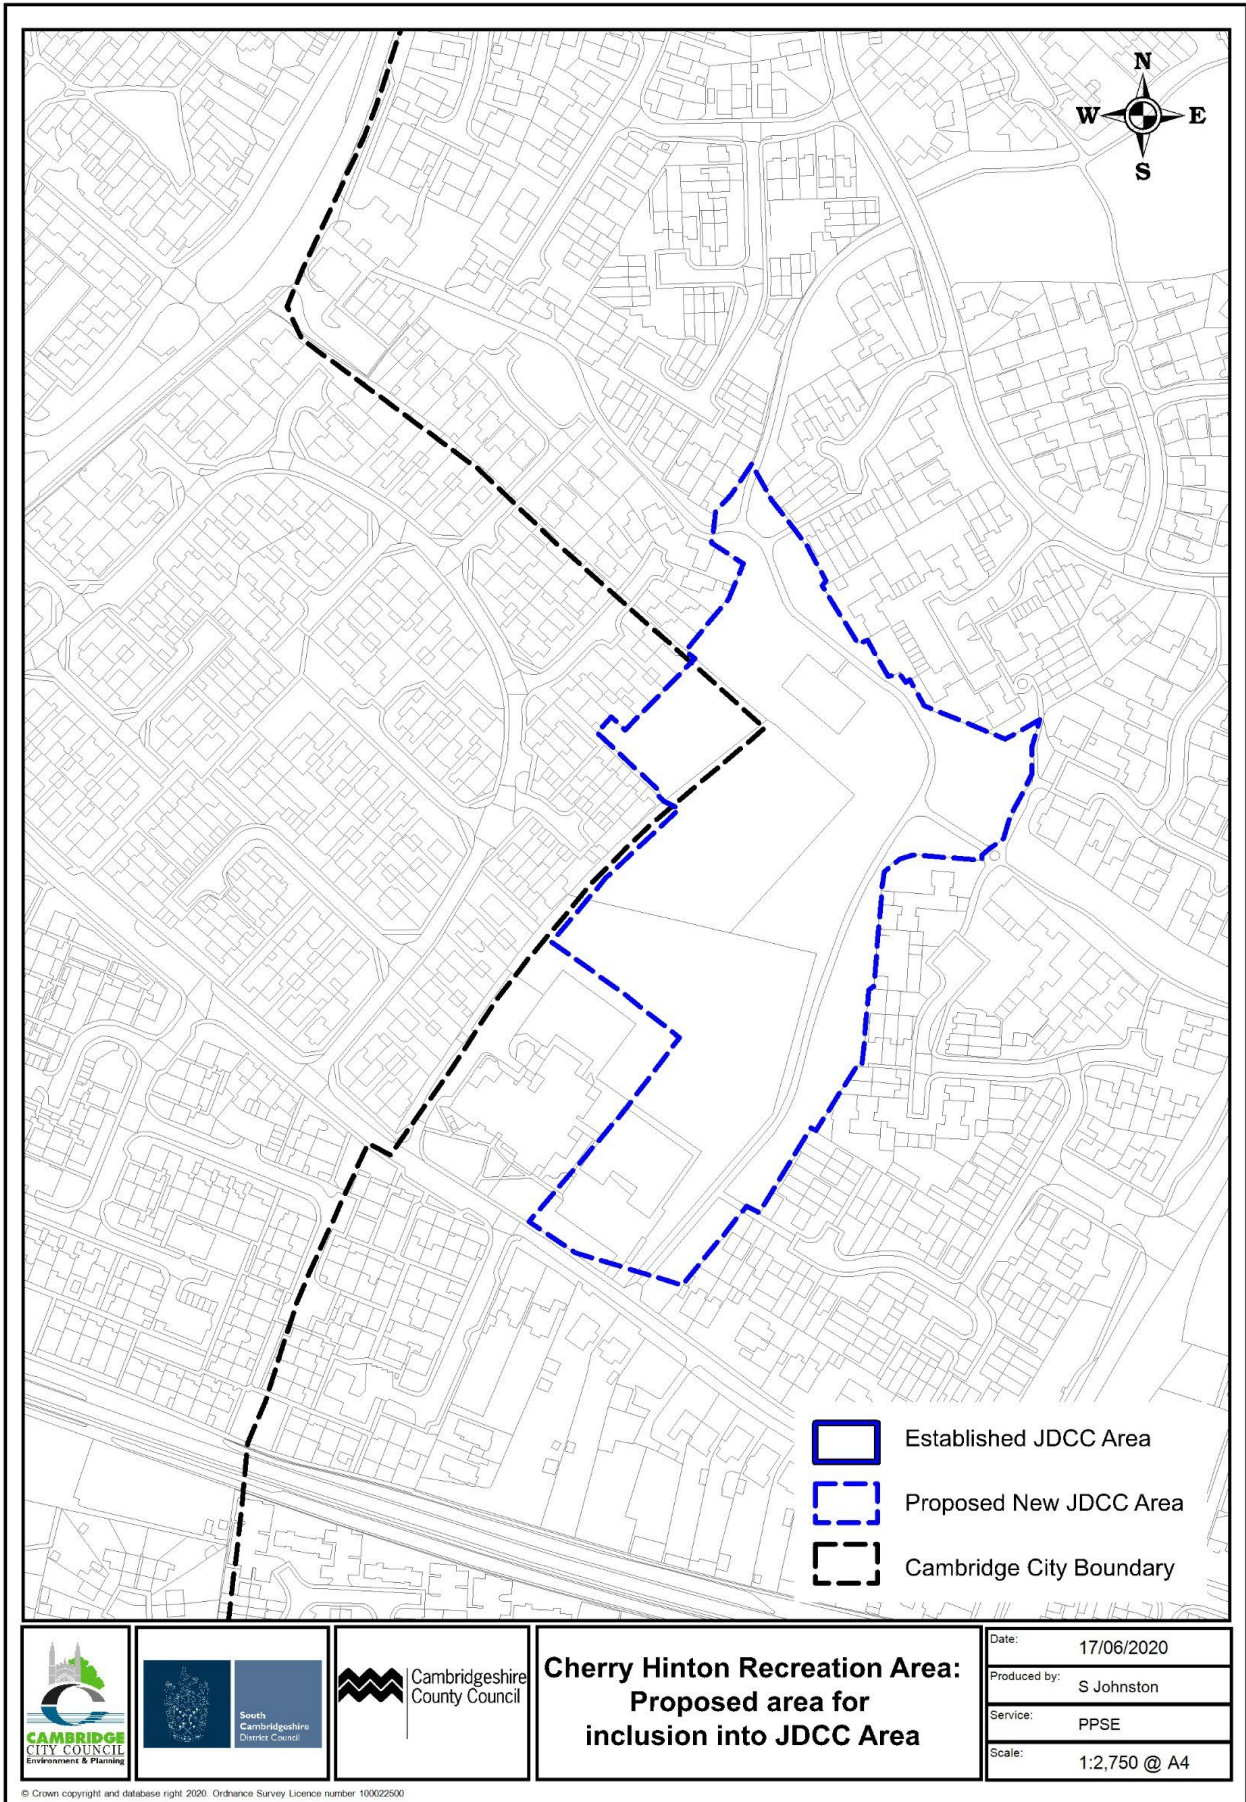 N
W E
S
Established JDCC Area
Proposed New JDCC Area
Cambridge City Boundary
CAMBRIDGE
CITY COUNCIL
Environment & Planning
South
Cambridgeshire
District Council
Cambridgeshire
County Council
Cherry Hinton Recreation Area:
Proposed area for
inclusion into JDCC Area
Date: 17/06/2020
Produced by: S Johnston
Service: PPSE
Scale: 1:2,750 @ A4
© Crown copyright and database right 2020. Ordnance Survey Licence number 100022500